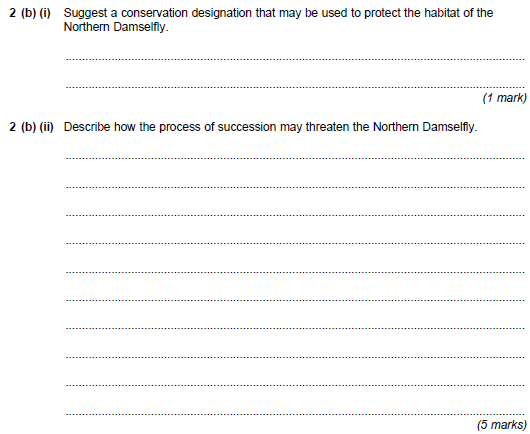 2 (b) (i) Suggest a conservation designation that may be used to protect the habitat of the
Northern Damselfly.
(1 mark)
2 (b) (ii) Describe how the process of succession may threaten the Northern Damselfly.
(5 marks)